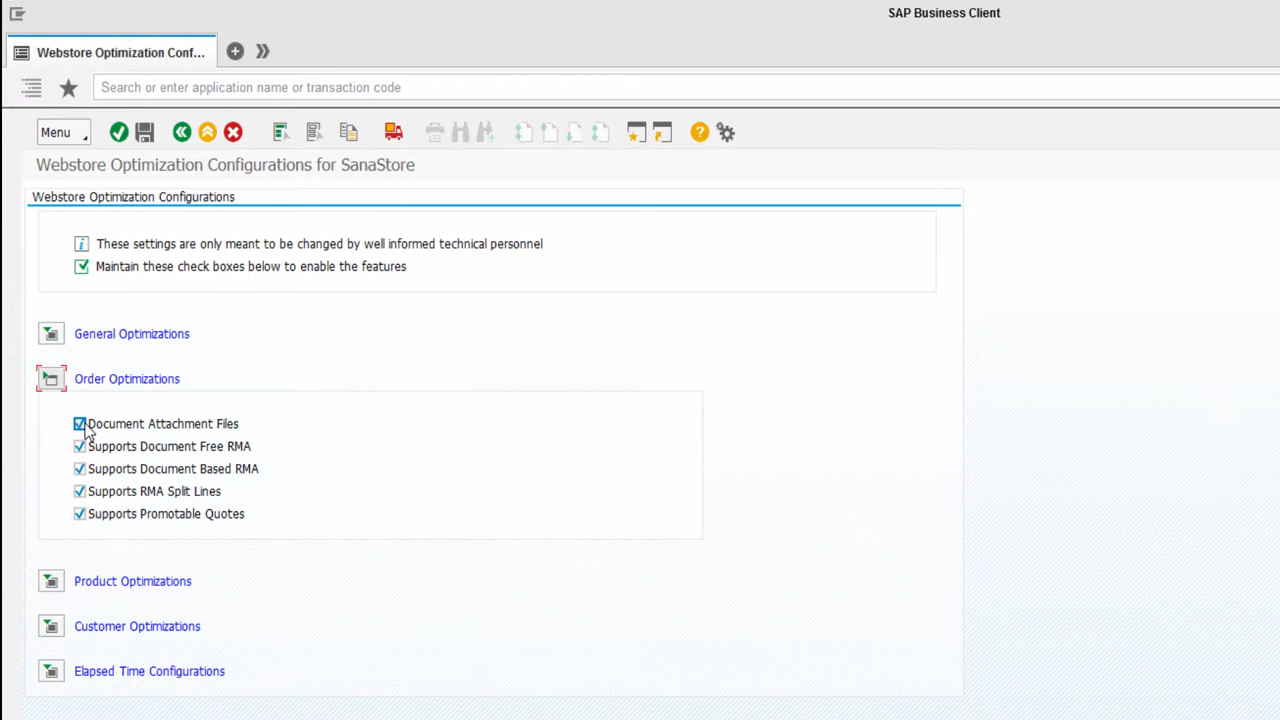 SAP Business Client
Webstore Optimization Conf...
Search or enter application name or transaction code
Menu
Webstore Optimization Configurations for SanaStore
Webstore Optimization Configurations
These settings are only meant to be changed by well informed technical personnel
Maintain these check boxes below to enable the features
General Optimizations
Order Optimizations
Document Attachment Files
Supports Document Free RMA
Supports Document Based RMA
Supports RMA Split Lines
Supports Promotable Quotes
Product Optimizations
Customer Optimizations
Elapsed Time Configurations